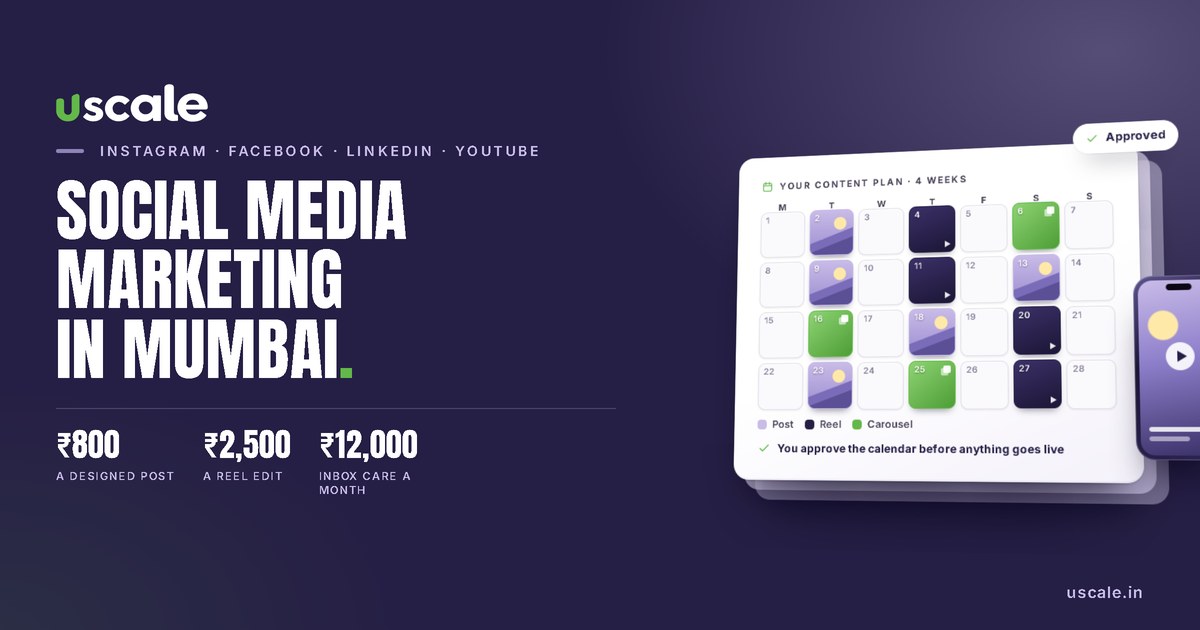 uscale
INSTAGRAM · FACEBOOK · LINKEDIN · YOUTUBE
SOCIAL MEDIA
MARKETING
IN MUMBAI.
₹800
A DESIGNED POST
₹2,500
A REEL EDIT
₹12,000
INBOX CARE A
MONTH
Approved
YOUR CONTENT PLAN · 4 WEEKS
M T W T F S S
1 2 3 4 5 6 7
8 9 10 11 12 13 14
15 16 17 18 19 20 21
22 23 24 25 26 27 28
Post Reel Carousel
You approve the calendar before anything goes live
uscale.in